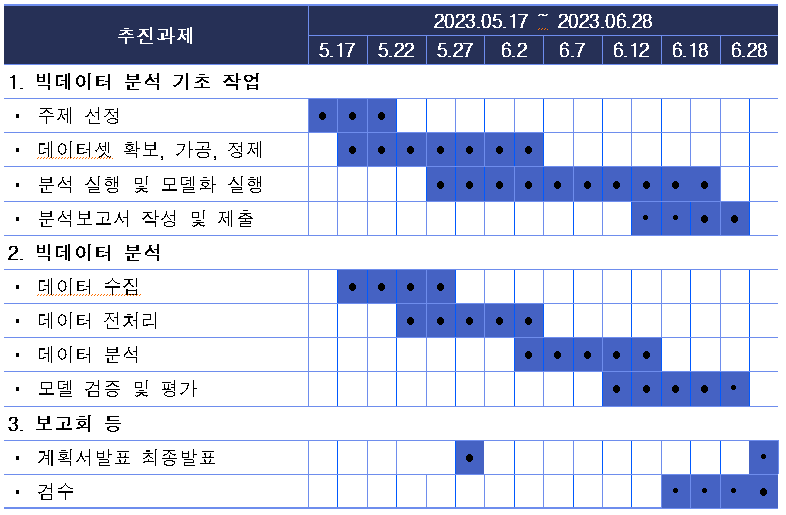 추진과제
2023.05.17 ~ 2023.06.28
5.17 5.22 5.27 6.2 6.7 6.12 6.18 6.28
1. 빅데이터 분석 기초 작업
· 주제 선정
· 데이터셋 확보, 가공, 정제
· 분석 실행 및 모델화 실행
· 분석보고서 작성 및 제출
2. 빅데이터 분석
· 데이터 수집
· 데이터 전처리
· 데이터 분석
· 모델 검증 및 평가
3. 보고회 등
· 계획서발표 최종발표
· 검수